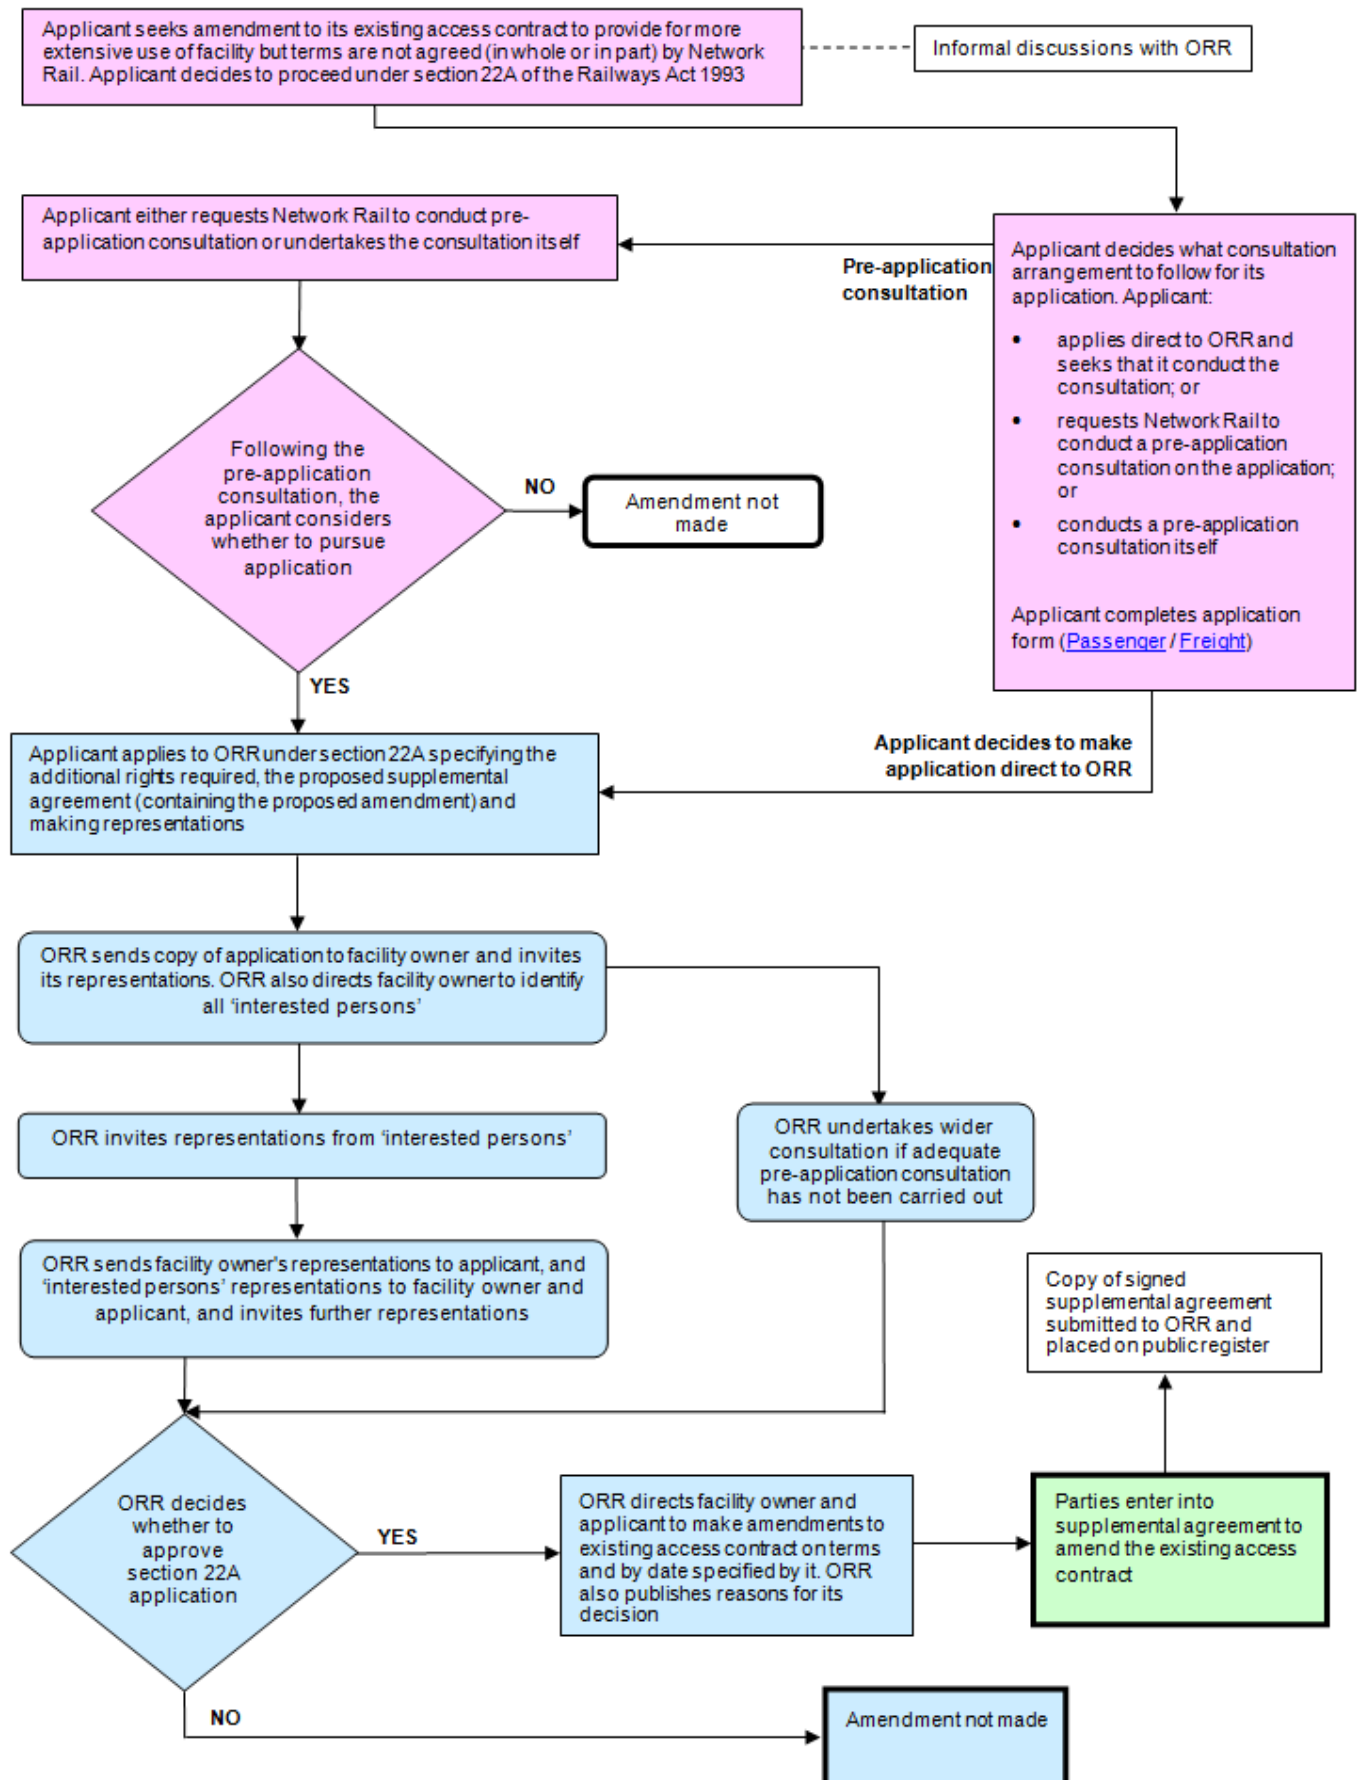 Applicant seeks amendment to its existing access contract to provide for more
extensive use of facility but terms are not agreed (in whole or in part) by Network
Rail. Applicant decides to proceed under section 22A of the Railways Act 1993
Informal discussions with ORR
Applicant either requests Network Rail to conduct pre-
application consultation or undertakes the consultation itself
Pre-application
consultation
Applicant decides what consultation
arrangement to follow for its
application. Applicant:
• applies direct to ORR and
seeks that it conduct the
consultation; or
• requests Network Rail to
conduct a pre-application
consultation on the application;
or
• conducts a pre-application
consultation itself
Applicant completes application
form (Passenger / Freight)
Following the
pre-application
consultation, the
applicant considers
whether to pursue
application
NO
Amendment not
made
YES
Applicant decides to make
application direct to ORR
Applicant applies to ORR under section 22A specifying the
additional rights required, the proposed supplemental
agreement (containing the proposed amendment) and
making representations
ORR sends copy of application to facility owner and invites
its representations. ORR also directs facility owner to identify
all ‘interested persons’
ORR invites representations from ‘interested persons’
ORR undertakes wider
consultation if adequate
pre-application consultation
has not been carried out
ORR sends facility owner's representations to applicant, and
‘interested persons’ representations to facility owner and
applicant, and invites further representations
Copy of signed
supplemental agreement
submitted to ORR and
placed on public register
ORR decides
whether to
approve
section 22A
application
YES
ORR directs facility owner and
applicant to make amendments to
existing access contract on terms
and by date specified by it. ORR
also publishes reasons for its
decision
Parties enter into
supplemental agreement to
amend the existing access
contract
NO
Amendment not made